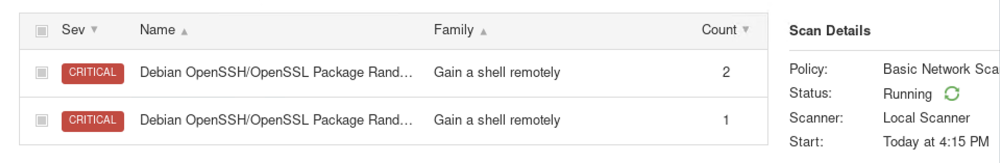 Sev Name Family Count
CRITICAL Debian OpenSSH/OpenSSL Package Rand... Gain a shell remotely 2
CRITICAL Debian OpenSSH/OpenSSL Package Rand... Gain a shell remotely 1
Scan Details
Policy: Basic Network Sca
Status: Running
Scanner: Local Scanner
Start: Today at 4:15 PM